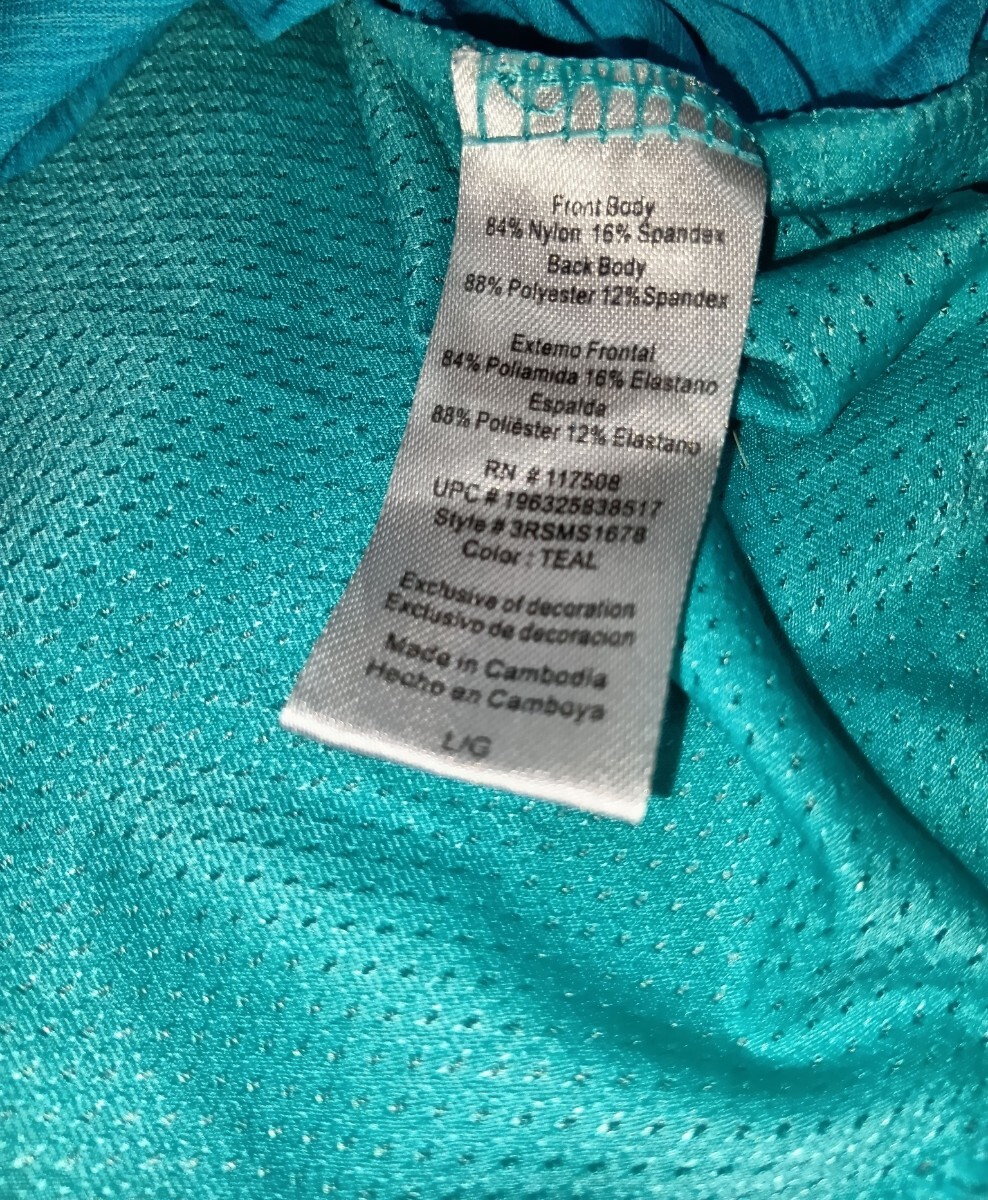 Front Body
84% Nylon 16% Spandex
Back Body
88% Polyester 12% Spandex
Externo Frontal
84% Poliamida 16% Elastano
Espalda
88% Poliéster 12% Elastano
RN # 117508
UPC # 196325838517
Style # 3RSMS1678
Color : TEAL
Exclusive of decoration
Exclusivo de decoracion
Made in Cambodia
Hecho en Camboya
L/G